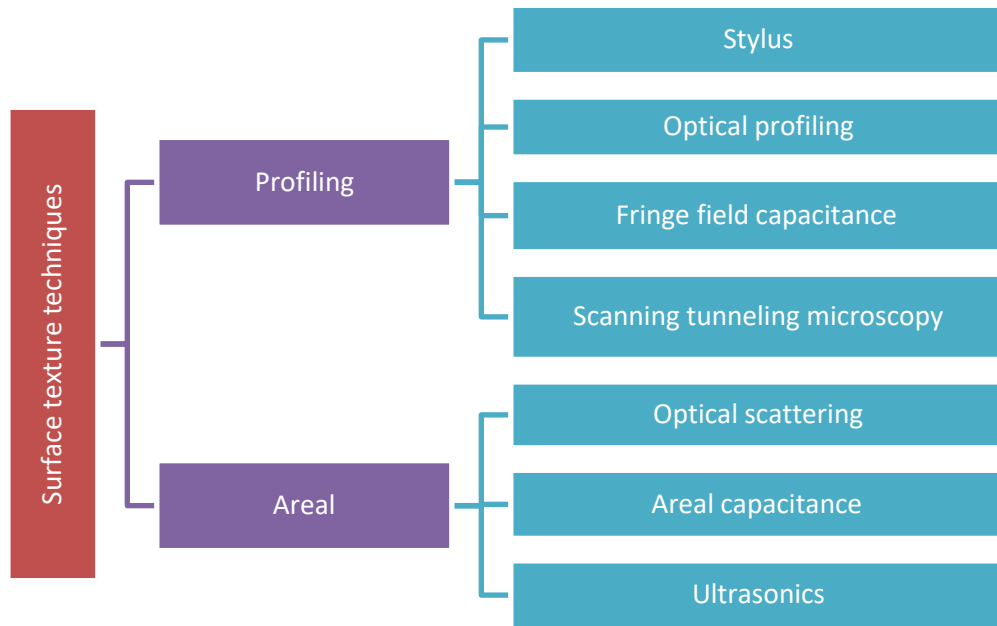 Surface texture techniques
Profiling
Stylus
Optical profiling
Fringe field capacitance
Scanning tunneling microscopy
Areal
Optical scattering
Areal capacitance
Ultrasonics